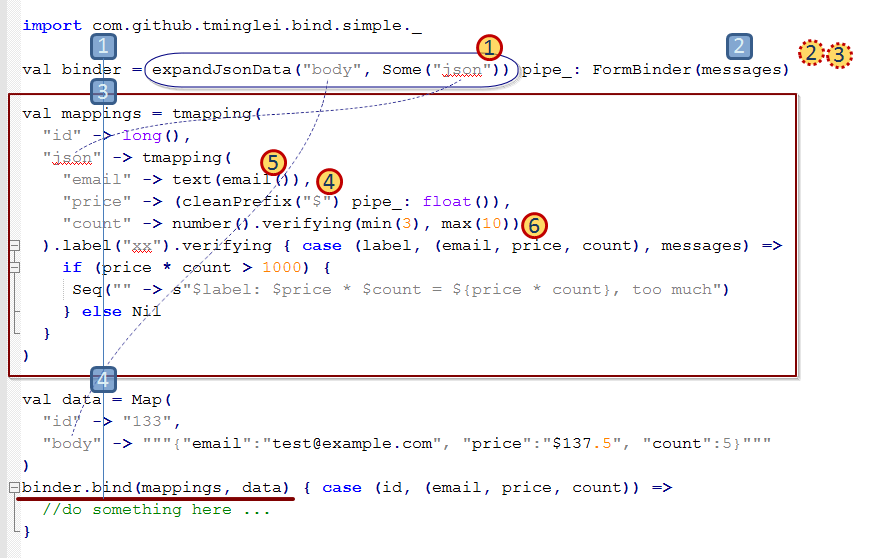 import com.github.tminglei.bind.simple._
1 1 2 2 3
val binder = expandJsonData("body", Some("json")) pipe_: FormBinder(messages)
3
val mappings = tmapping(
"id" -> long(),
"json" -> tmapping( 5
"email" -> text(email()), 4
"price" -> (cleanPrefix("$") pipe_: float()),
"count" -> number().verifying(min(3), max(10)) 6
).label("xx").verifying { case (label, (email, price, count), messages) =>
if (price * count > 1000) {
Seq("" -> s"$label: $price * $count = ${price * count}, too much")
} else Nil
}
)
4
val data = Map(
"id" -> "133",
"body" -> """{"email":"test@example.com", "price":"$137.5", "count":5}"""
)
binder.bind(mappings, data) { case (id, (email, price, count)) =>
//do something here ...
}